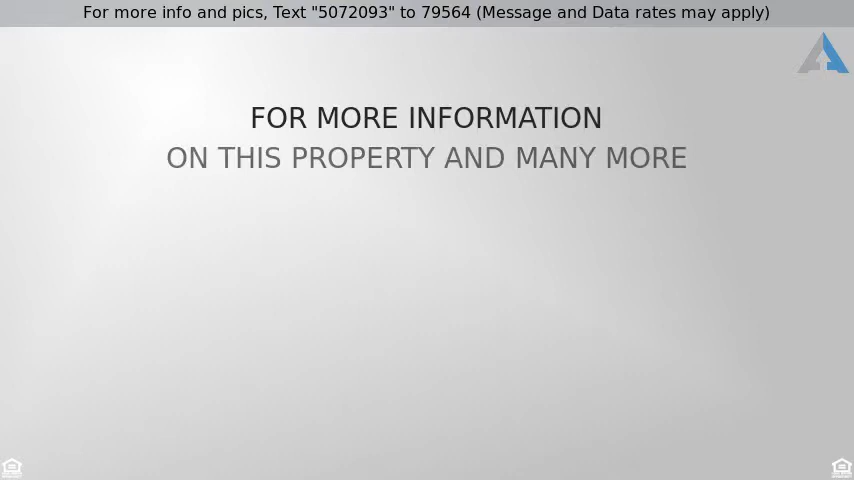 For more info and pics, Text "5072093" to 79564 (Message and Data rates may apply)
FOR MORE INFORMATION
ON THIS PROPERTY AND MANY MORE